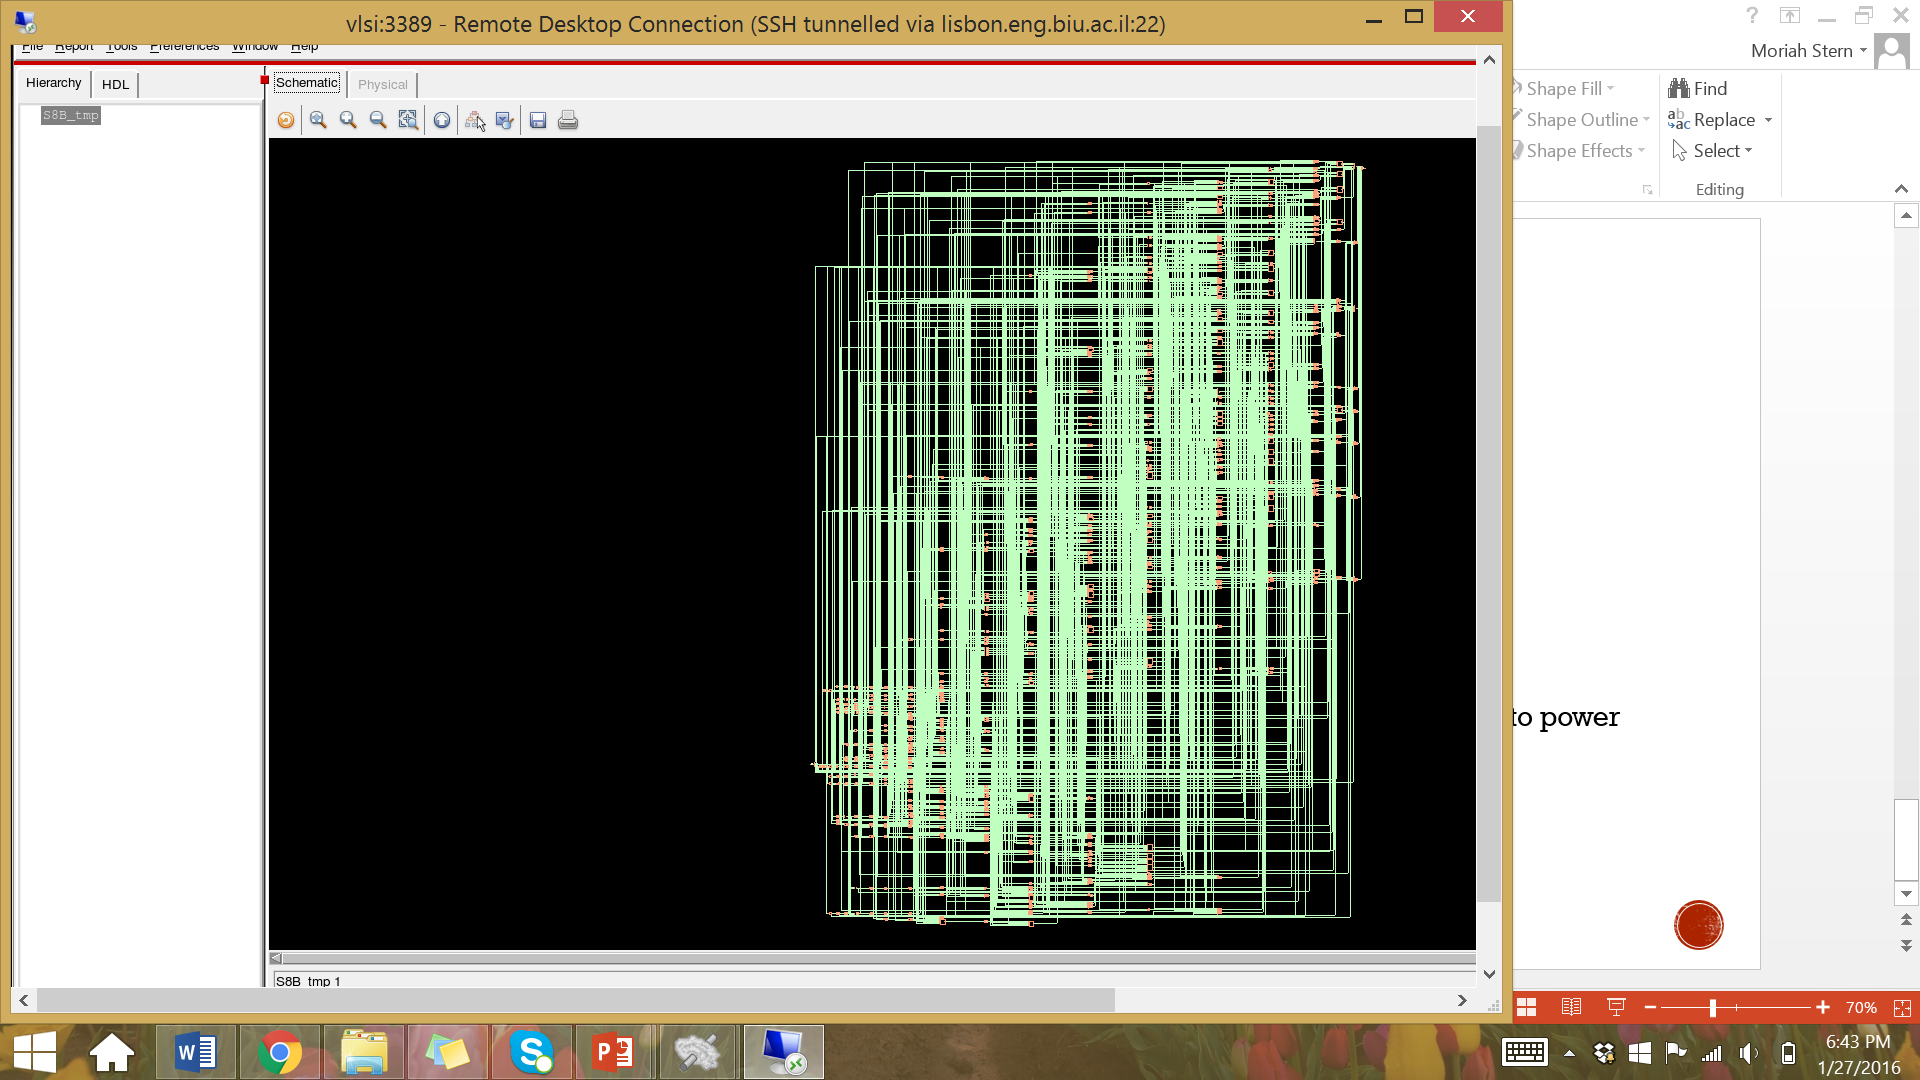 vlsi:3389 - Remote Desktop Connection (SSH tunnelled via lisbon.eng.biu.ac.il:22)
File Report Tools Preferences Window Help
Hierarchy HDL
S8B_tmp
Schematic Physical
S8B_tmp 1
Moriah Stern
Shape Fill
Shape Outline
Shape Effects
Find
ab
ac
Replace
Select
Editing
to power
70%
6:43 PM
1/27/2016